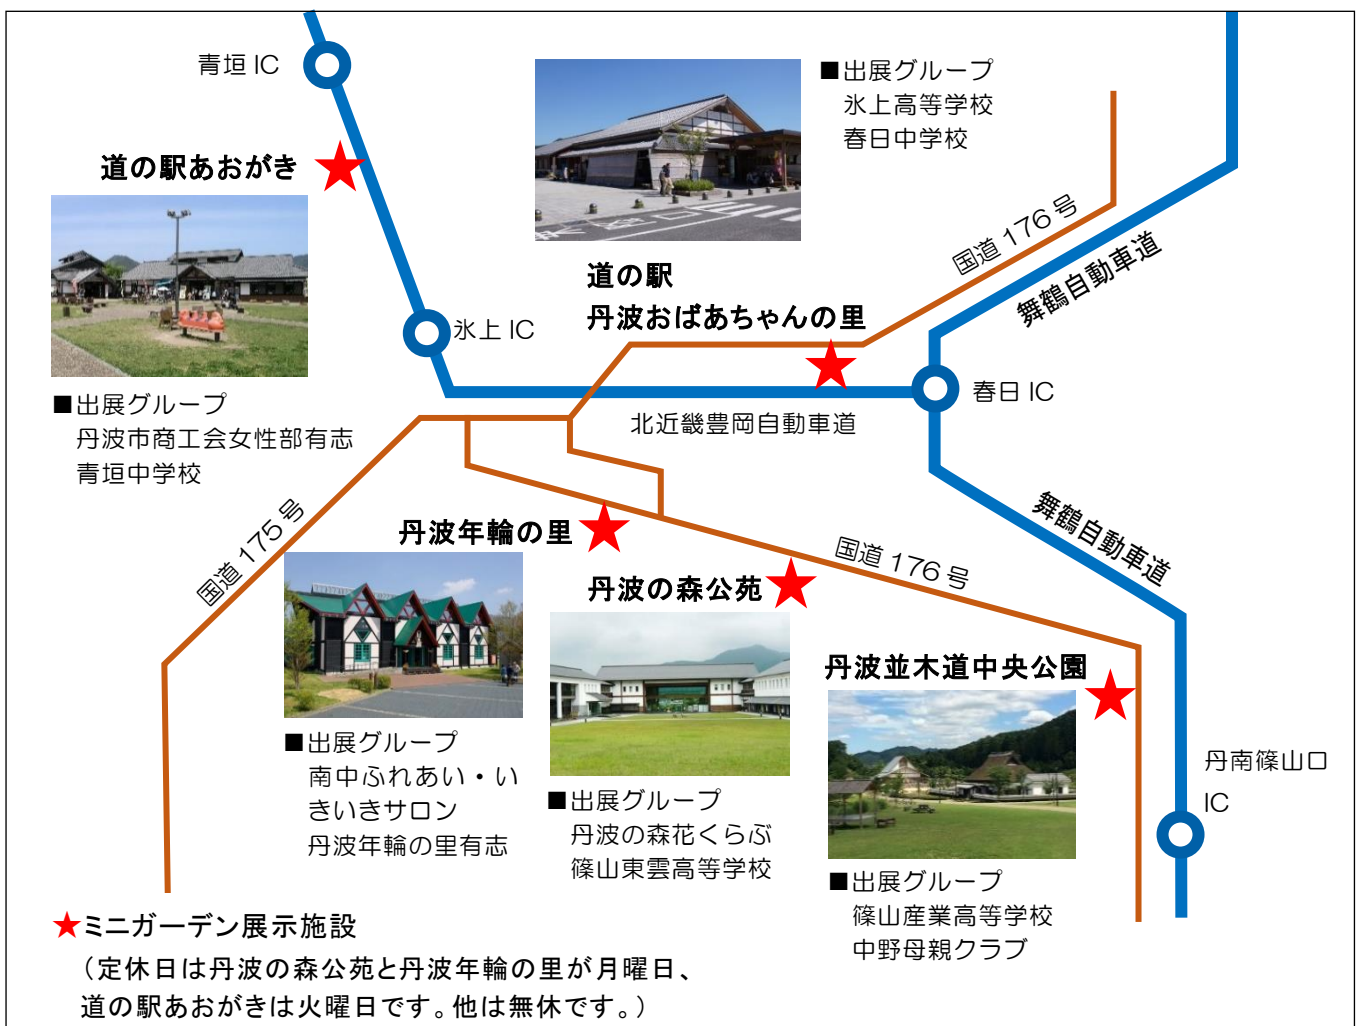 青垣 IC
■出展グループ
氷上高等学校
春日中学校
道の駅あおがき
国道 176 号
舞鶴自動車道
道の駅
丹波おばあちゃんの里
氷上 IC
春日 IC
■出展グループ
丹波市商工会女性部有志
青垣中学校
北近畿豊岡自動車道
国道 175 号
丹波年輪の里
舞鶴自動車道
国道 176 号
丹波の森公苑
丹波並木道中央公園
■出展グループ
南中ふれあい・い
きいきサロン
丹波年輪の里有志
■出展グループ
丹波の森花くらぶ
篠山東雲高等学校
丹南篠山口
IC
■出展グループ
篠山産業高等学校
中野母親クラブ
★ミニガーデン展示施設
（定休日は丹波の森公苑と丹波年輪の里が月曜日、
道の駅あおがきは火曜日です。他は無休です。）